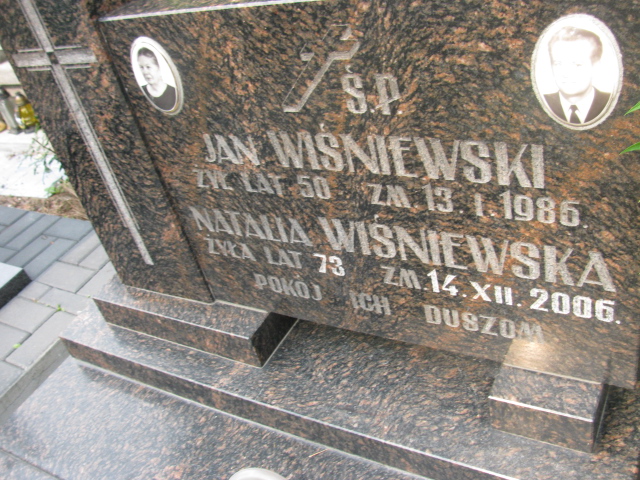 Ś.P.
JAN WIŚNIEWSKI
ŻYŁ LAT 50 ZM. 13. I. 1986.
NATALIA WIŚNIEWSKA
ŻYŁA LAT 73 ZM. 14. XII. 2006.
POKÓJ ICH DUSZOM